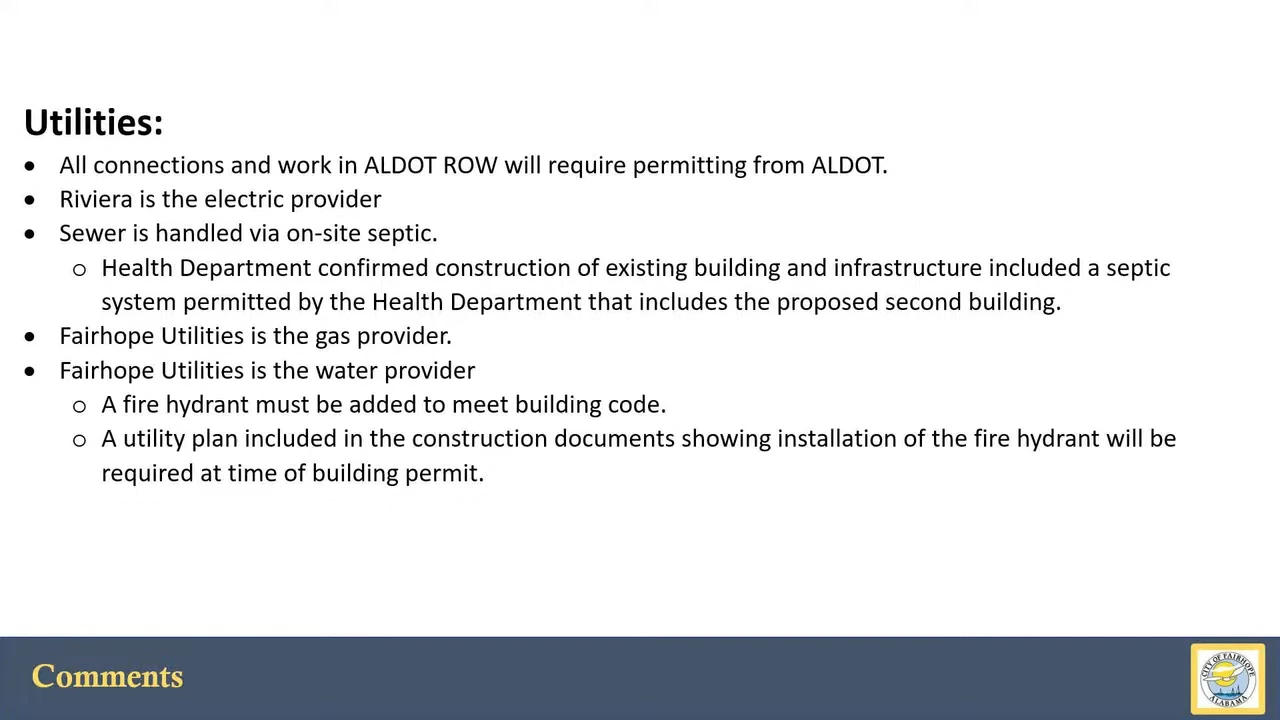 Utilities:
• All connections and work in ALDOT ROW will require permitting from ALDOT.
• Riviera is the electric provider
• Sewer is handled via on-site septic.
o Health Department confirmed construction of existing building and infrastructure included a septic
system permitted by the Health Department that includes the proposed second building.
• Fairhope Utilities is the gas provider.
• Fairhope Utilities is the water provider
o A fire hydrant must be added to meet building code.
o A utility plan included in the construction documents showing installation of the fire hydrant will be
required at time of building permit.
Comments
CITY OF FAIRHOPE
ALABAMA